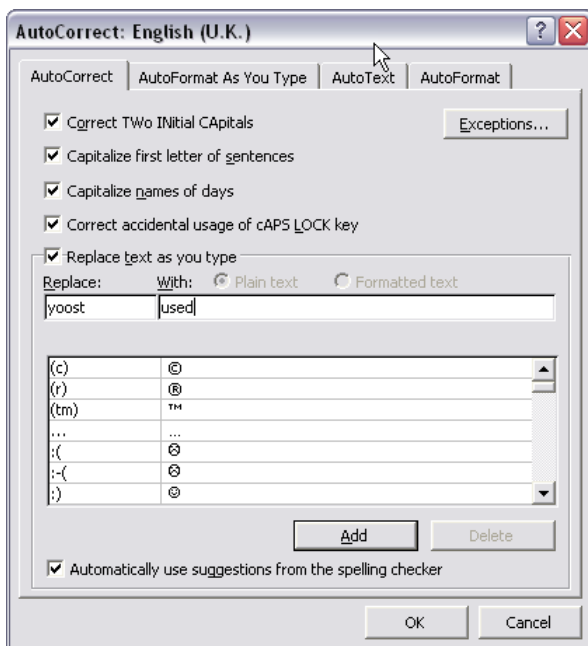 AutoCorrect: English (U.K.)
AutoCorrect AutoFormat As You Type AutoText AutoFormat
Correct TWo INitial CApitals Exceptions...
Capitalize first letter of sentences
Capitalize names of days
Correct accidental usage of cAPS LOCK key
Replace text as you type
Replace: With: Plain text Formatted text
yoost used
(c) ©
(r) ®
(tm) ™
... ...
:( ☹
:-( ☹
:) ☺
Add Delete
Automatically use suggestions from the spelling checker
OK Cancel